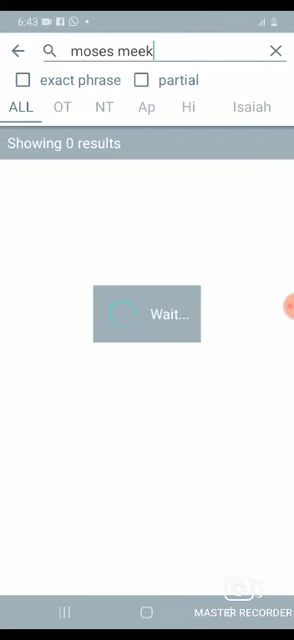 6:43
moses meek
exact phrase partial
ALL OT NT Ap Hi Isaiah
Showing 0 results
Wait...
MASTER RECORDER